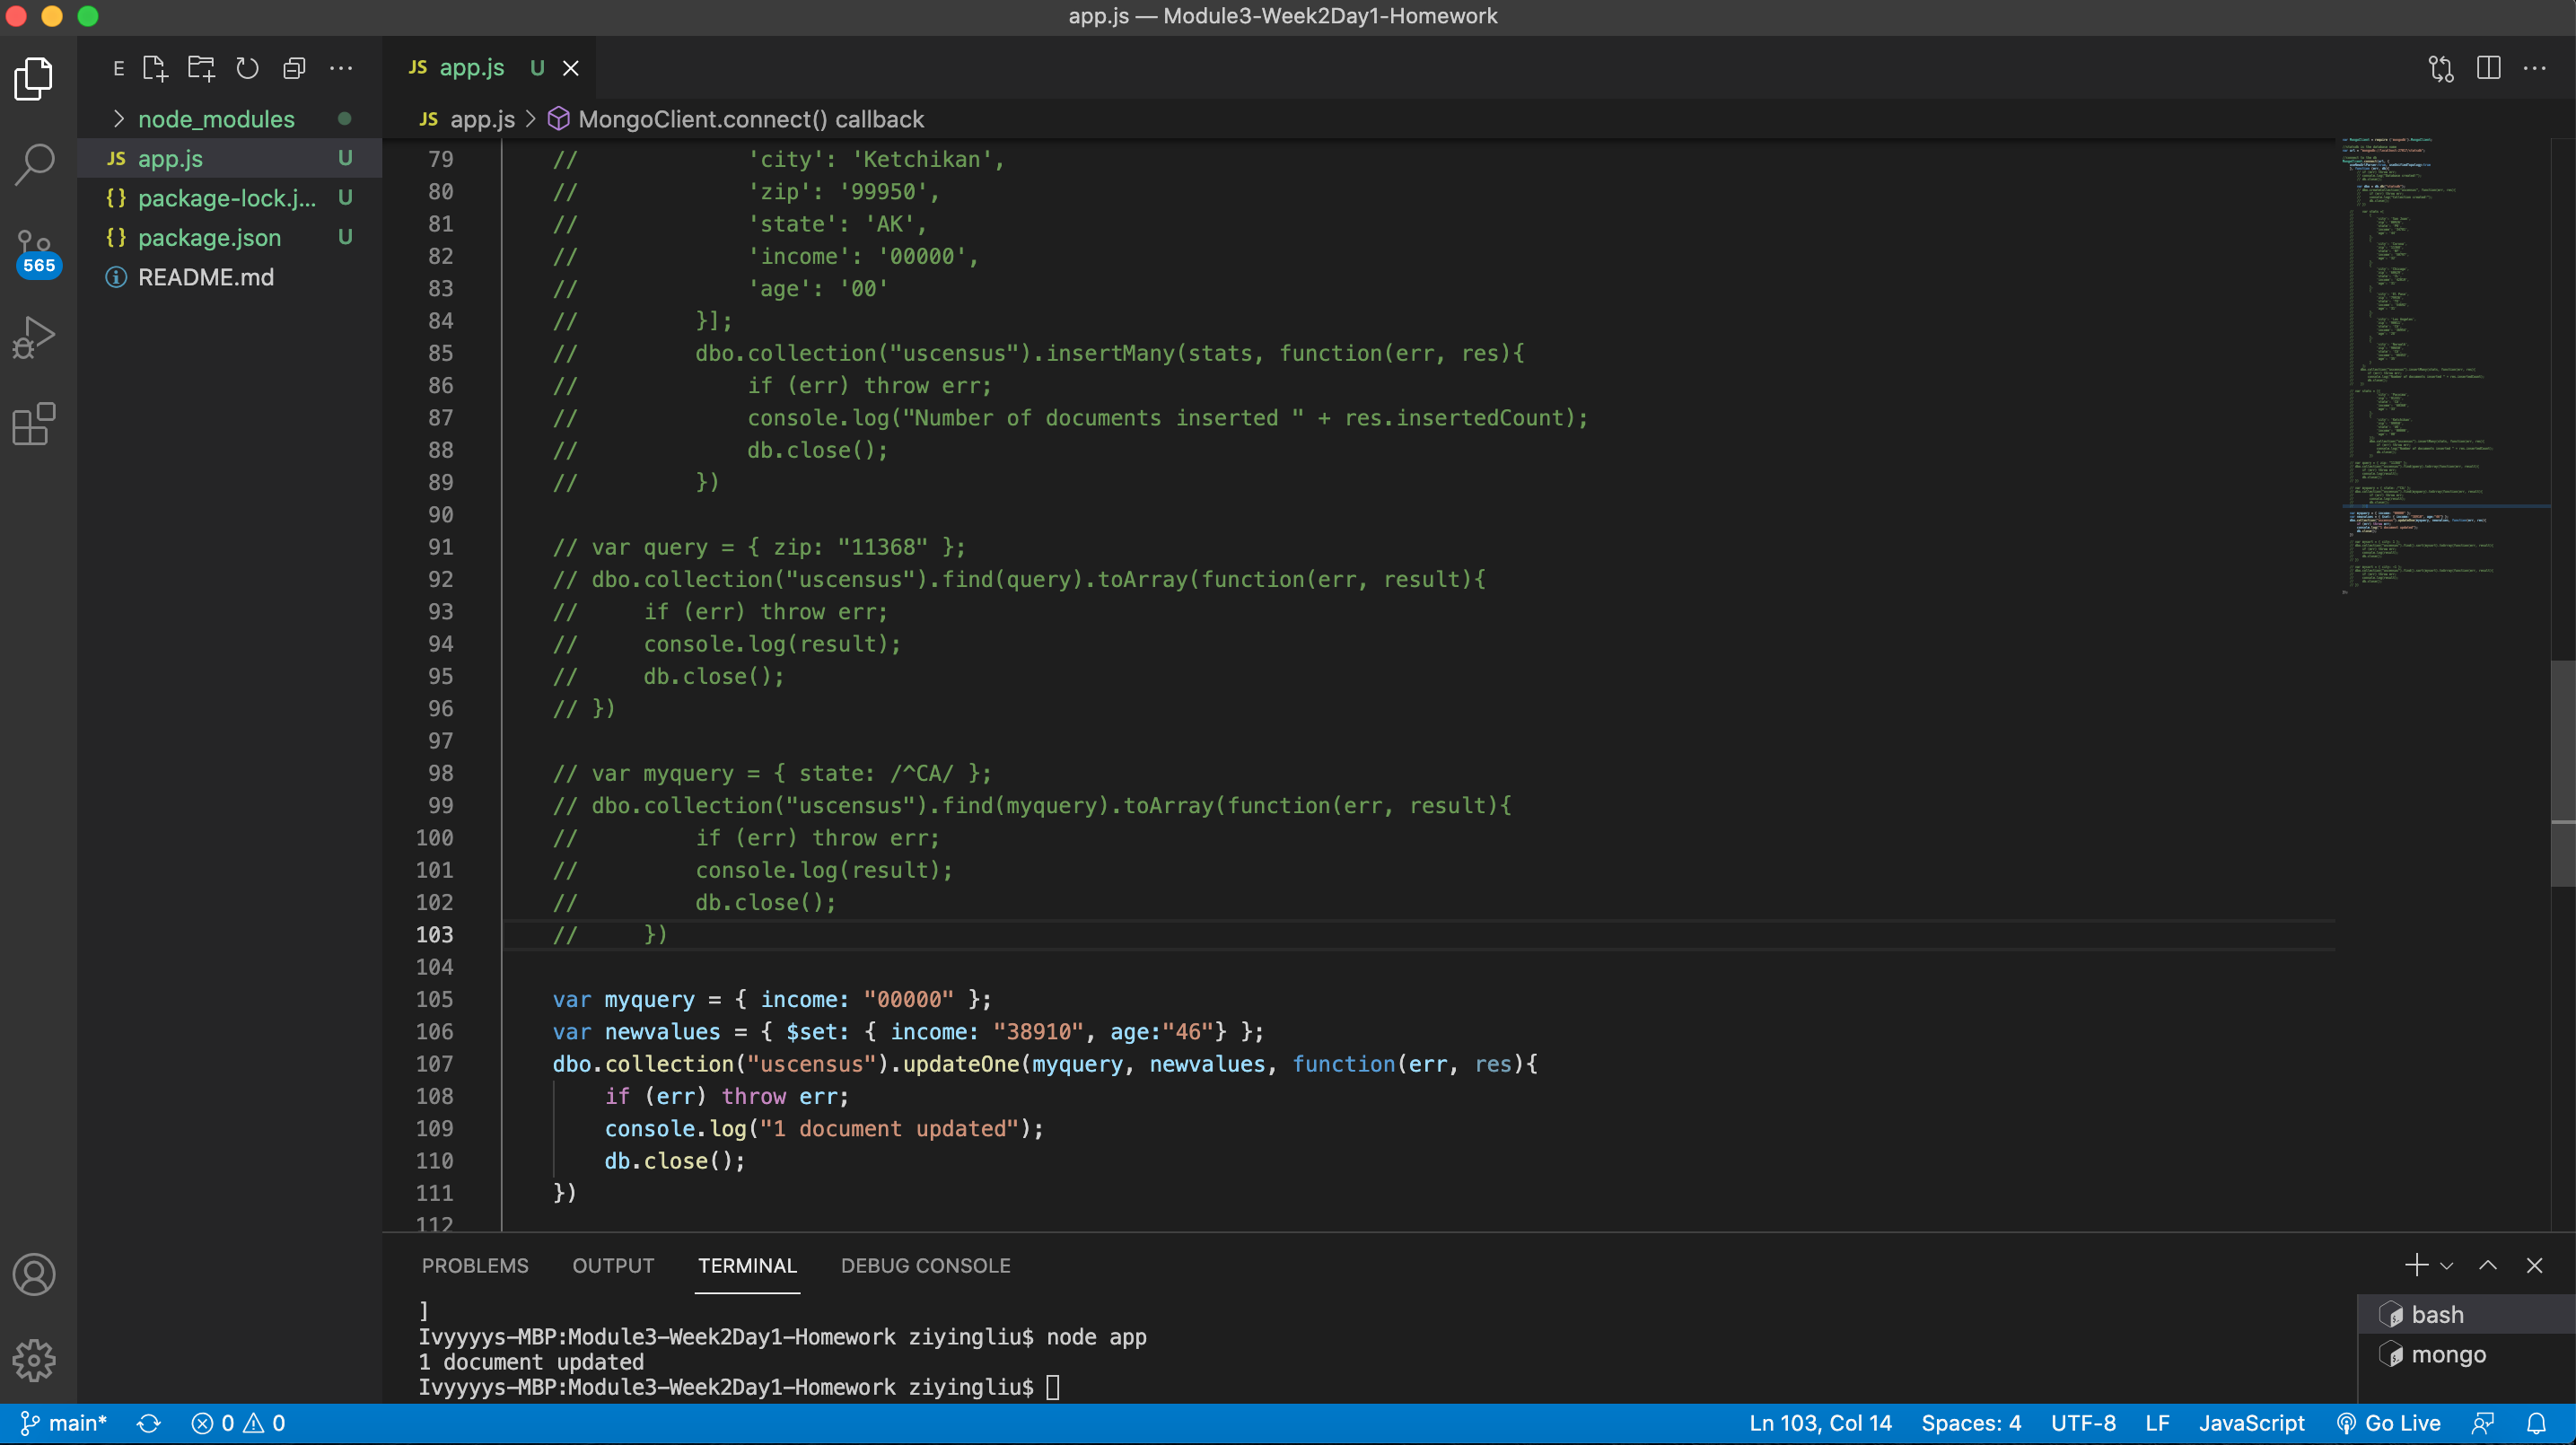 app.js — Module3-Week2Day1-Homework
E
JS app.js U
node_modules
JS app.js U
{} package-lock.j... U
{} package.json U
README.md
565
JS app.js > MongoClient.connect() callback
79 // 'city': 'Ketchikan',
80 // 'zip': '99950',
81 // 'state': 'AK',
82 // 'income': '00000',
83 // 'age': '00'
84 // }];
85 // dbo.collection("uscensus").insertMany(stats, function(err, res){
86 // if (err) throw err;
87 // console.log("Number of documents inserted " + res.insertedCount);
88 // db.close();
89 // })
90
91 // var query = { zip: "11368" };
92 // dbo.collection("uscensus").find(query).toArray(function(err, result){
93 // if (err) throw err;
94 // console.log(result);
95 // db.close();
96 // })
97
98 // var myquery = { state: /^CA/ };
99 // dbo.collection("uscensus").find(myquery).toArray(function(err, result){
100 // if (err) throw err;
101 // console.log(result);
102 // db.close();
103 // })
104
105 var myquery = { income: "00000" };
106 var newvalues = { $set: { income: "38910", age:"46"} };
107 dbo.collection("uscensus").updateOne(myquery, newvalues, function(err, res){
108 if (err) throw err;
109 console.log("1 document updated");
110 db.close();
111 })
112
PROBLEMS OUTPUT TERMINAL DEBUG CONSOLE
]
Ivyyyys-MBP:Module3-Week2Day1-Homework ziyingliu$ node app
1 document updated
Ivyyyys-MBP:Module3-Week2Day1-Homework ziyingliu$
bash
mongo
main* 0 0 Ln 103, Col 14 Spaces: 4 UTF-8 LF JavaScript Go Live